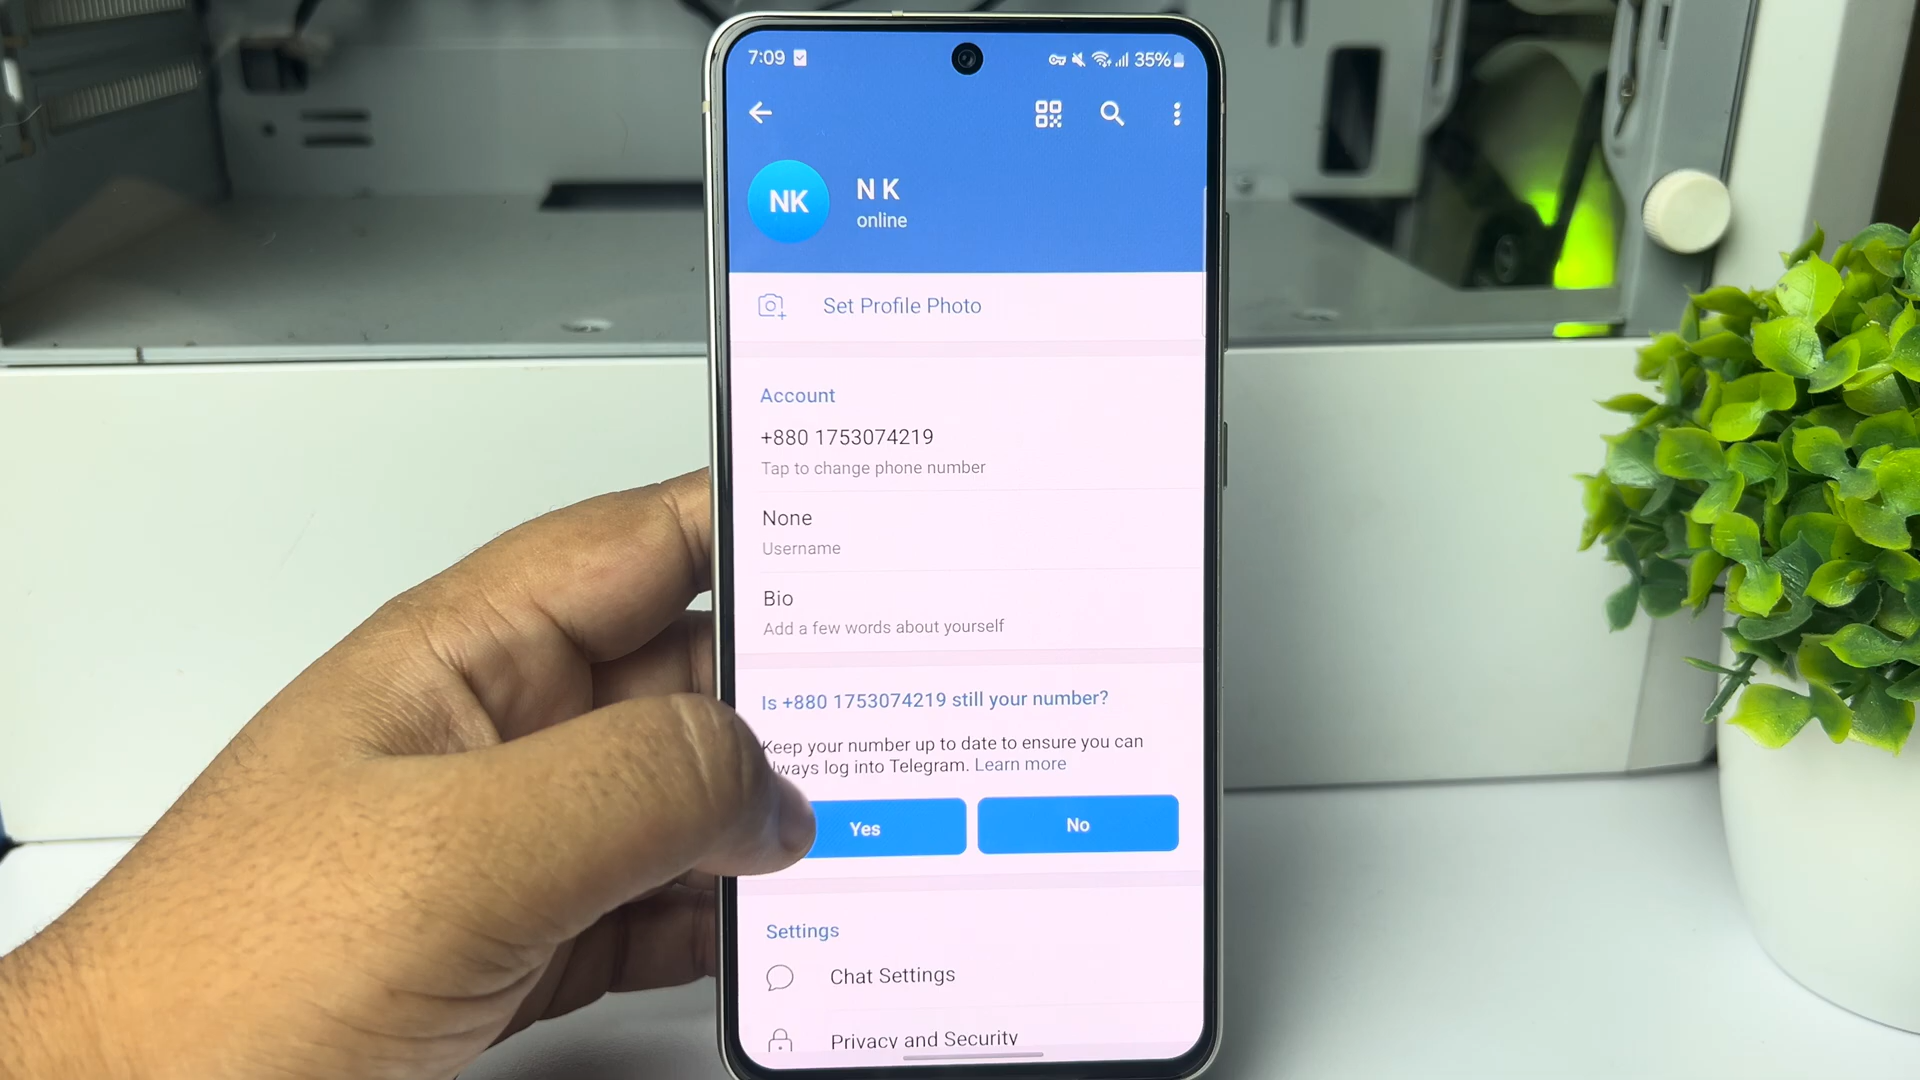 7:09
35%
NK
N K
online
Set Profile Photo
Account
+880 1753074219
Tap to change phone number
None
Username
Bio
Add a few words about yourself
Is +880 1753074219 still your number?
Keep your number up to date to ensure you can
always log into Telegram. Learn more
Yes
No
Settings
Chat Settings
Privacy and Security